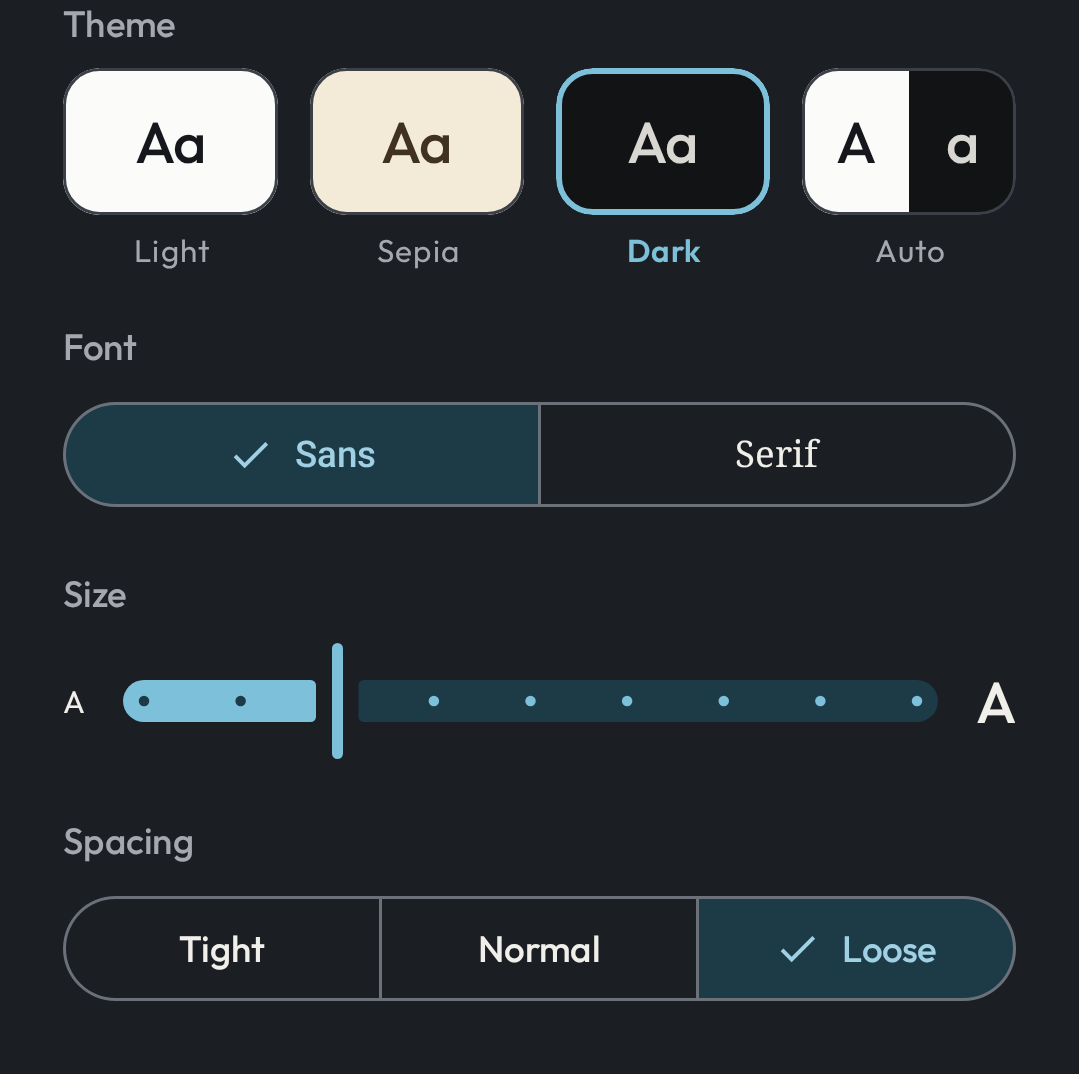 Theme
Aa Aa Aa A a
Light Sepia Dark Auto
Font
Sans Serif
Size
A A
Spacing
Tight Normal Loose